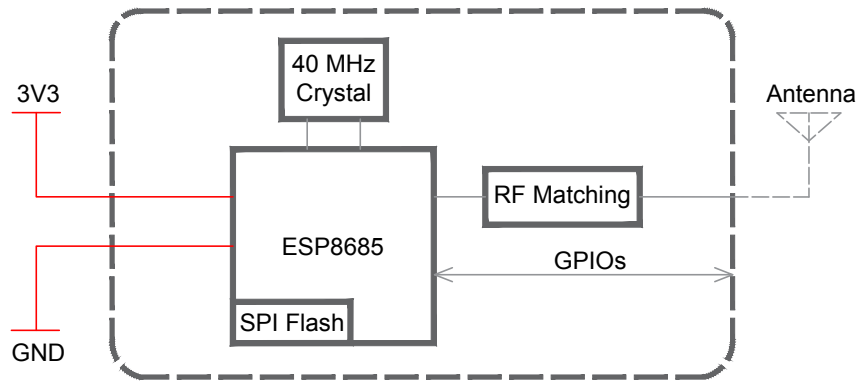 40 MHz
Crystal
3V3
Antenna
RF Matching
ESP8685
GPIOs
SPI Flash
GND